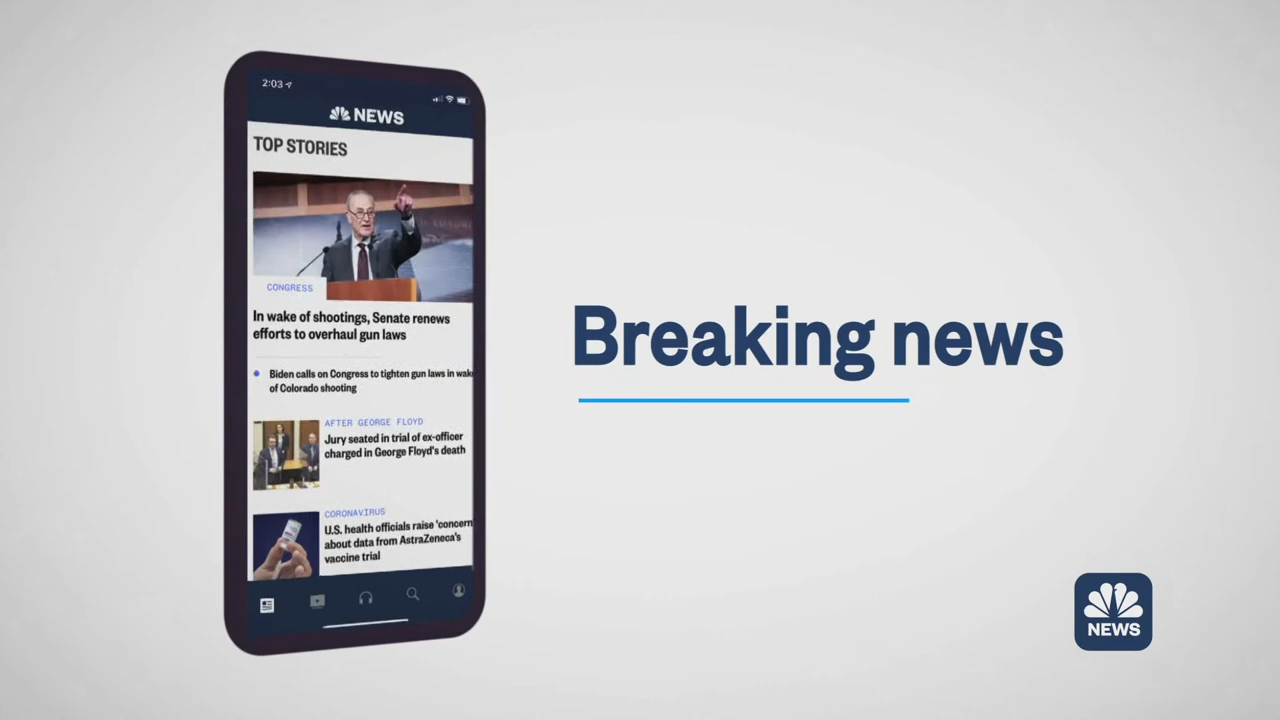 2:03
NEWS
TOP STORIES
CONGRESS
In wake of shootings, Senate renews
efforts to overhaul gun laws
Biden calls on Congress to tighten gun laws in wake
of Colorado shooting
AFTER GEORGE FLOYD
Jury seated in trial of ex-officer
charged in George Floyd's death
CORONAVIRUS
U.S. health officials raise 'concern
about data from AstraZeneca's
vaccine trial
Breaking news
NEWS